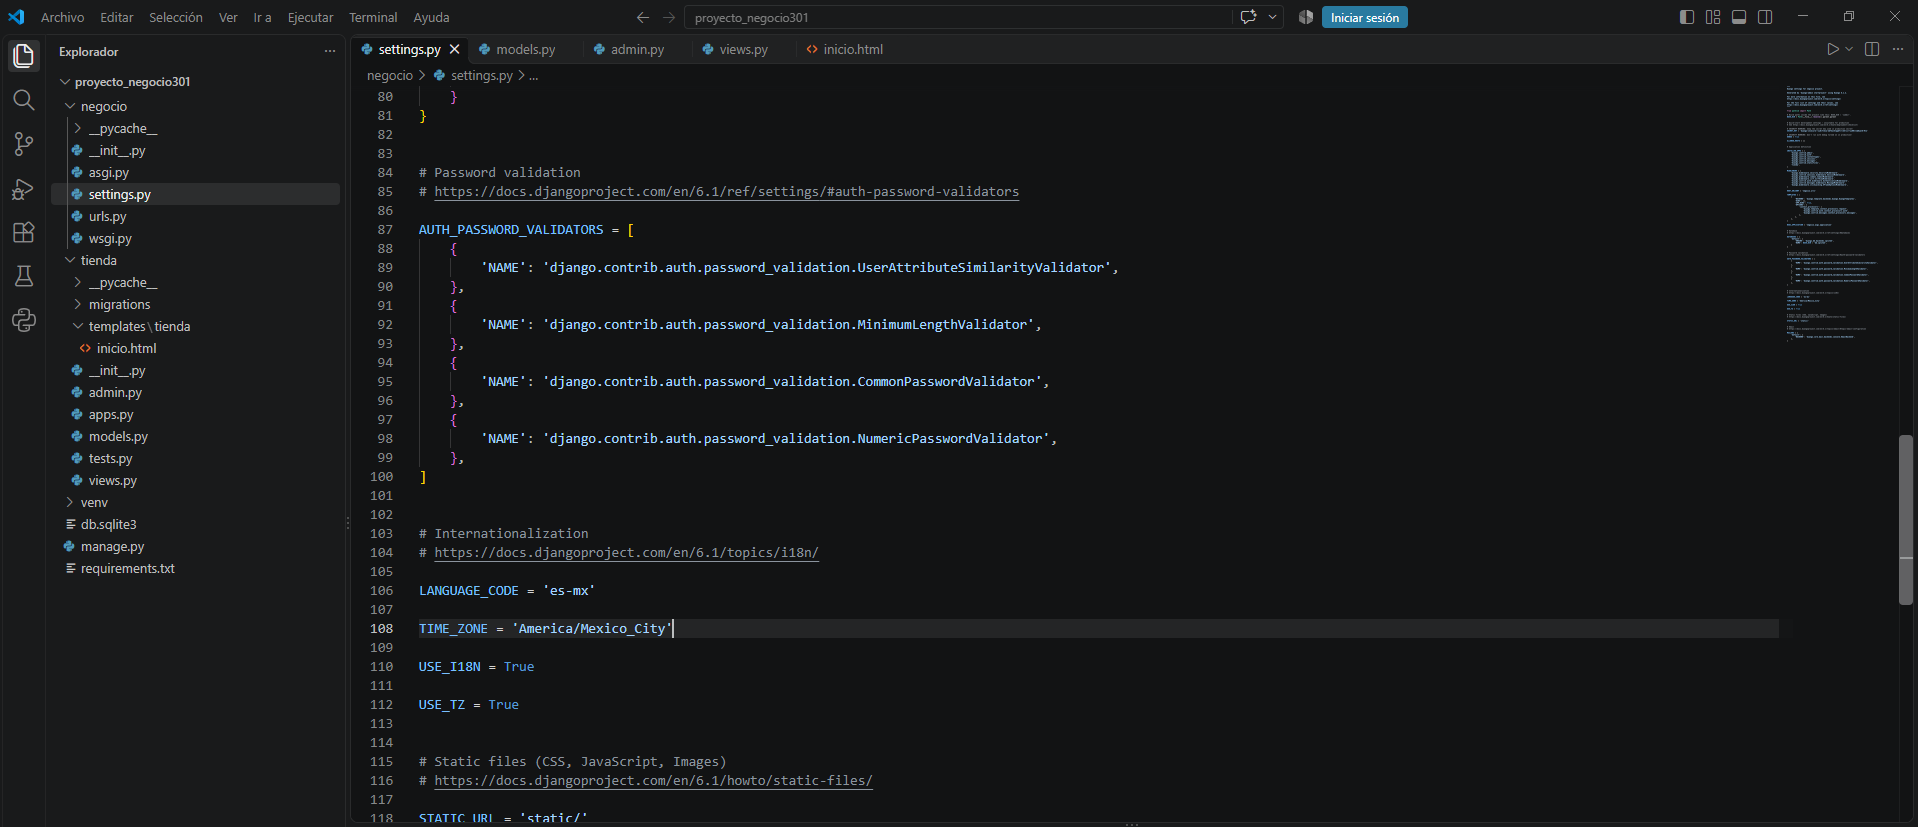 Archivo Editar Selección Ver Ir a Ejecutar Terminal Ayuda proyecto_negocio301 Iniciar sesión
Explorador
proyecto_negocio301
negocio
__pycache__
__init__.py
asgi.py
settings.py
urls.py
wsgi.py
tienda
__pycache__
migrations
templates\tienda
inicio.html
__init__.py
admin.py
apps.py
models.py
tests.py
views.py
venv
db.sqlite3
manage.py
requirements.txt
settings.py models.py admin.py views.py inicio.html
negocio > settings.py > ...
80 }
81 }
82
83
84 # Password validation
85 # https://docs.djangoproject.com/en/6.1/ref/settings/#auth-password-validators
86
87 AUTH_PASSWORD_VALIDATORS = [
88 {
89 'NAME': 'django.contrib.auth.password_validation.UserAttributeSimilarityValidator',
90 },
91 {
92 'NAME': 'django.contrib.auth.password_validation.MinimumLengthValidator',
93 },
94 {
95 'NAME': 'django.contrib.auth.password_validation.CommonPasswordValidator',
96 },
97 {
98 'NAME': 'django.contrib.auth.password_validation.NumericPasswordValidator',
99 },
100 ]
101
102
103 # Internationalization
104 # https://docs.djangoproject.com/en/6.1/topics/i18n/
105
106 LANGUAGE_CODE = 'es-mx'
107
108 TIME_ZONE = 'America/Mexico_City'
109
110 USE_I18N = True
111
112 USE_TZ = True
113
114
115 # Static files (CSS, JavaScript, Images)
116 # https://docs.djangoproject.com/en/6.1/howto/static-files/
117
118 STATIC_URL = 'static/'